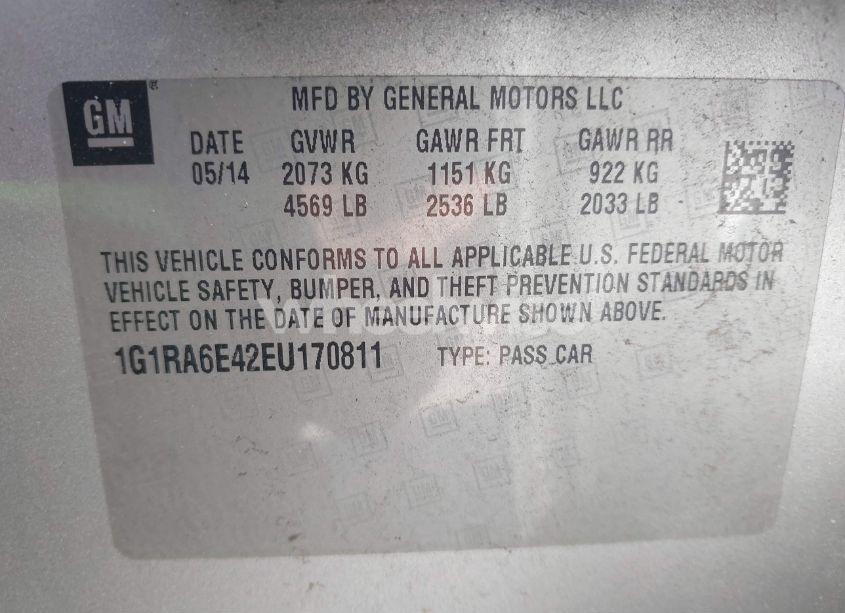 GM
®
MFD BY GENERAL MOTORS LLC
DATE GVWR GAWR FRT GAWR RR
05/14 2073 KG 1151 KG 922 KG
4569 LB 2536 LB 2033 LB
THIS VEHICLE CONFORMS TO ALL APPLICABLE U.S. FEDERAL MOTOR
VEHICLE SAFETY, BUMPER, AND THEFT PREVENTION STANDARDS IN
EFFECT ON THE DATE OF MANUFACTURE SHOWN ABOVE.
1G1RA6E42EU170811 TYPE: PASS CAR